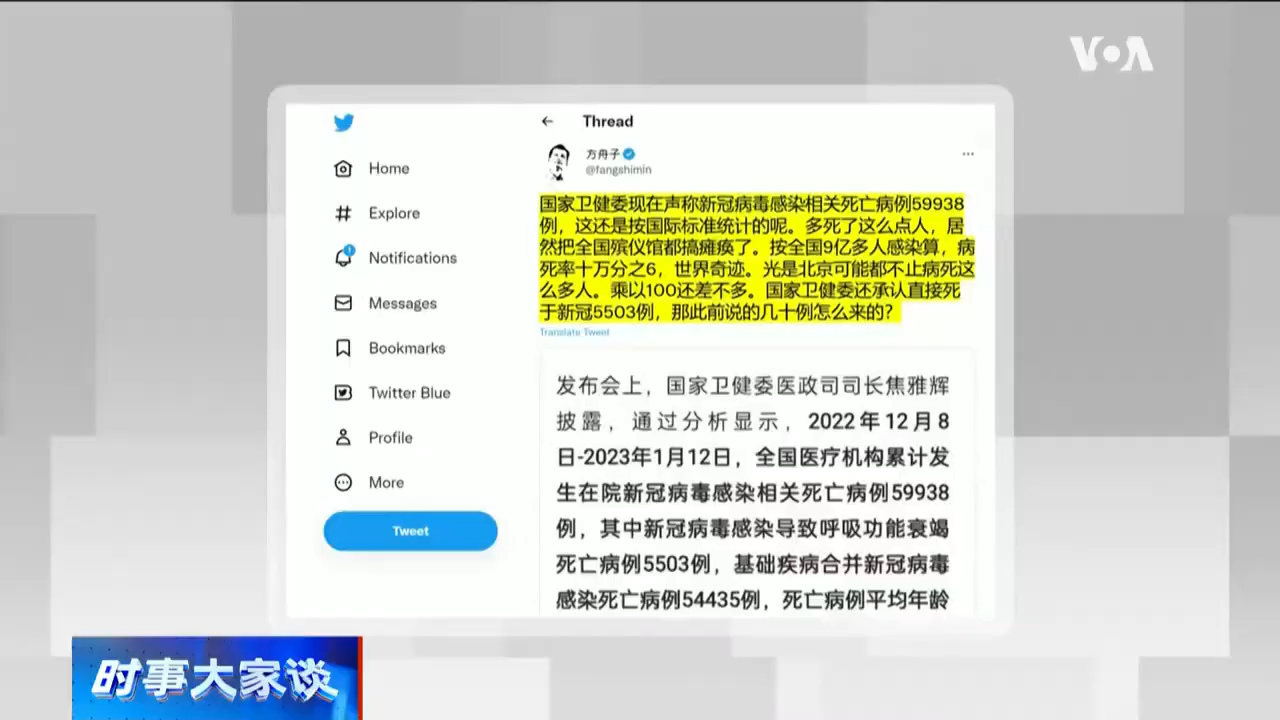 VOA
Thread
方舟子
@fangshimin
Home
Explore
Notifications
1
Messages
Bookmarks
Twitter Blue
Profile
More
Tweet
国家卫健委现在声称新冠病毒感染相关死亡病例59938
例，这还是按国际标准统计的呢。多死了这么点人，居
然把全国殡仪馆都搞瘫痪了。按全国9亿多人感染算，病
死率十万分之6，世界奇迹。光是北京可能都不止病死这
么多人。乘以100还差不多。国家卫健委还承认直接死
于新冠5503例，那此前说的几十例怎么来的？
Translate Tweet
发布会上，国家卫健委医政司司长焦雅辉
披露，通过分析显示，2022年12月8
日-2023年1月12日，全国医疗机构累计发
生在院新冠病毒感染相关死亡病例59938
例，其中新冠病毒感染导致呼吸功能衰竭
死亡病例5503例，基础疾病合并新冠病毒
感染死亡病例54435例，死亡病例平均年龄
时事大家谈